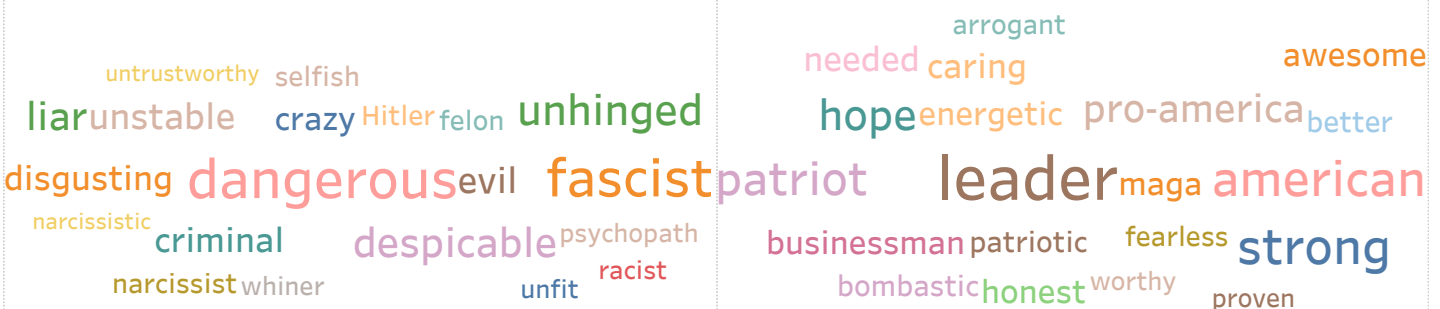 untrustworthy selfish
liar unstable crazy Hitler felon unhinged
disgusting dangerous evil fascist
narcissistic criminal despicable psychopath
narcissist whiner unfit racist
arrogant
needed caring awesome
hope energetic pro-america better
patriot leader maga american
businessman patriotic fearless strong
bombastic honest worthy proven